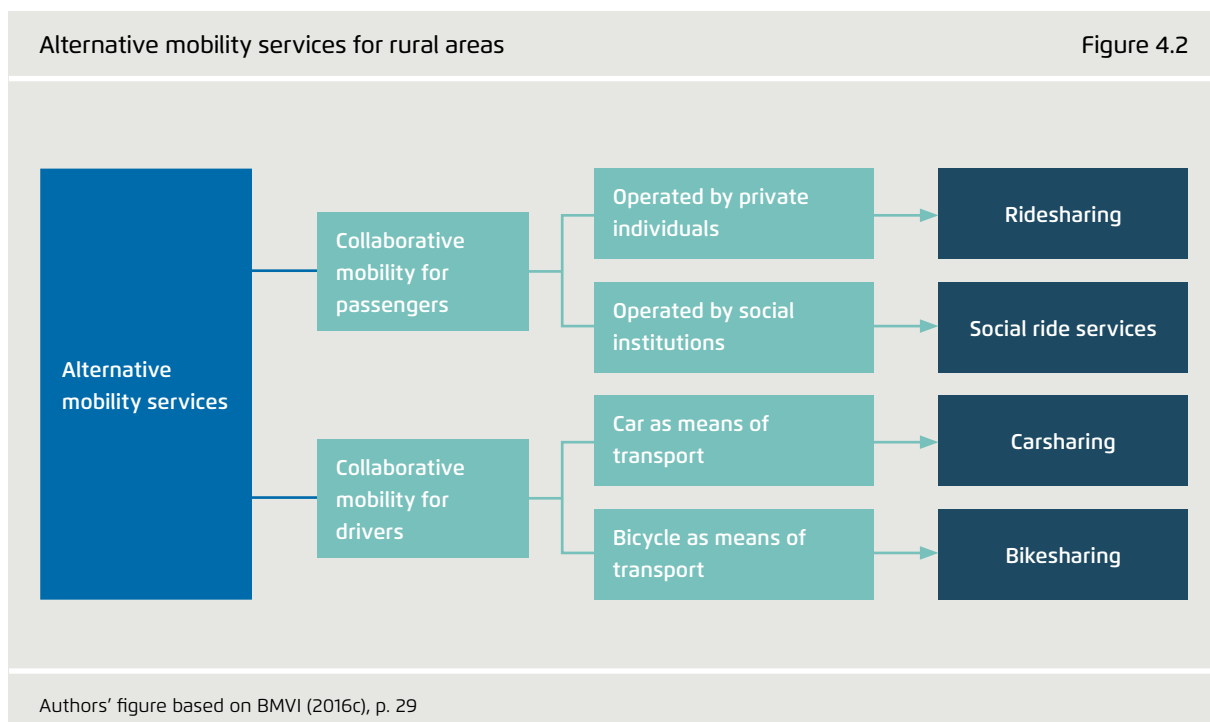 Alternative mobility services for rural areas
Figure 4.2
Alternative
mobility services
Collaborative
mobility for
passengers
Operated by private
individuals
Ridesharing
Operated by social
institutions
Social ride services
Collaborative
mobility for
drivers
Car as means of
transport
Carsharing
Bicycle as means of
transport
Bikesharing
Authors’ figure based on BMVI (2016c), p. 29